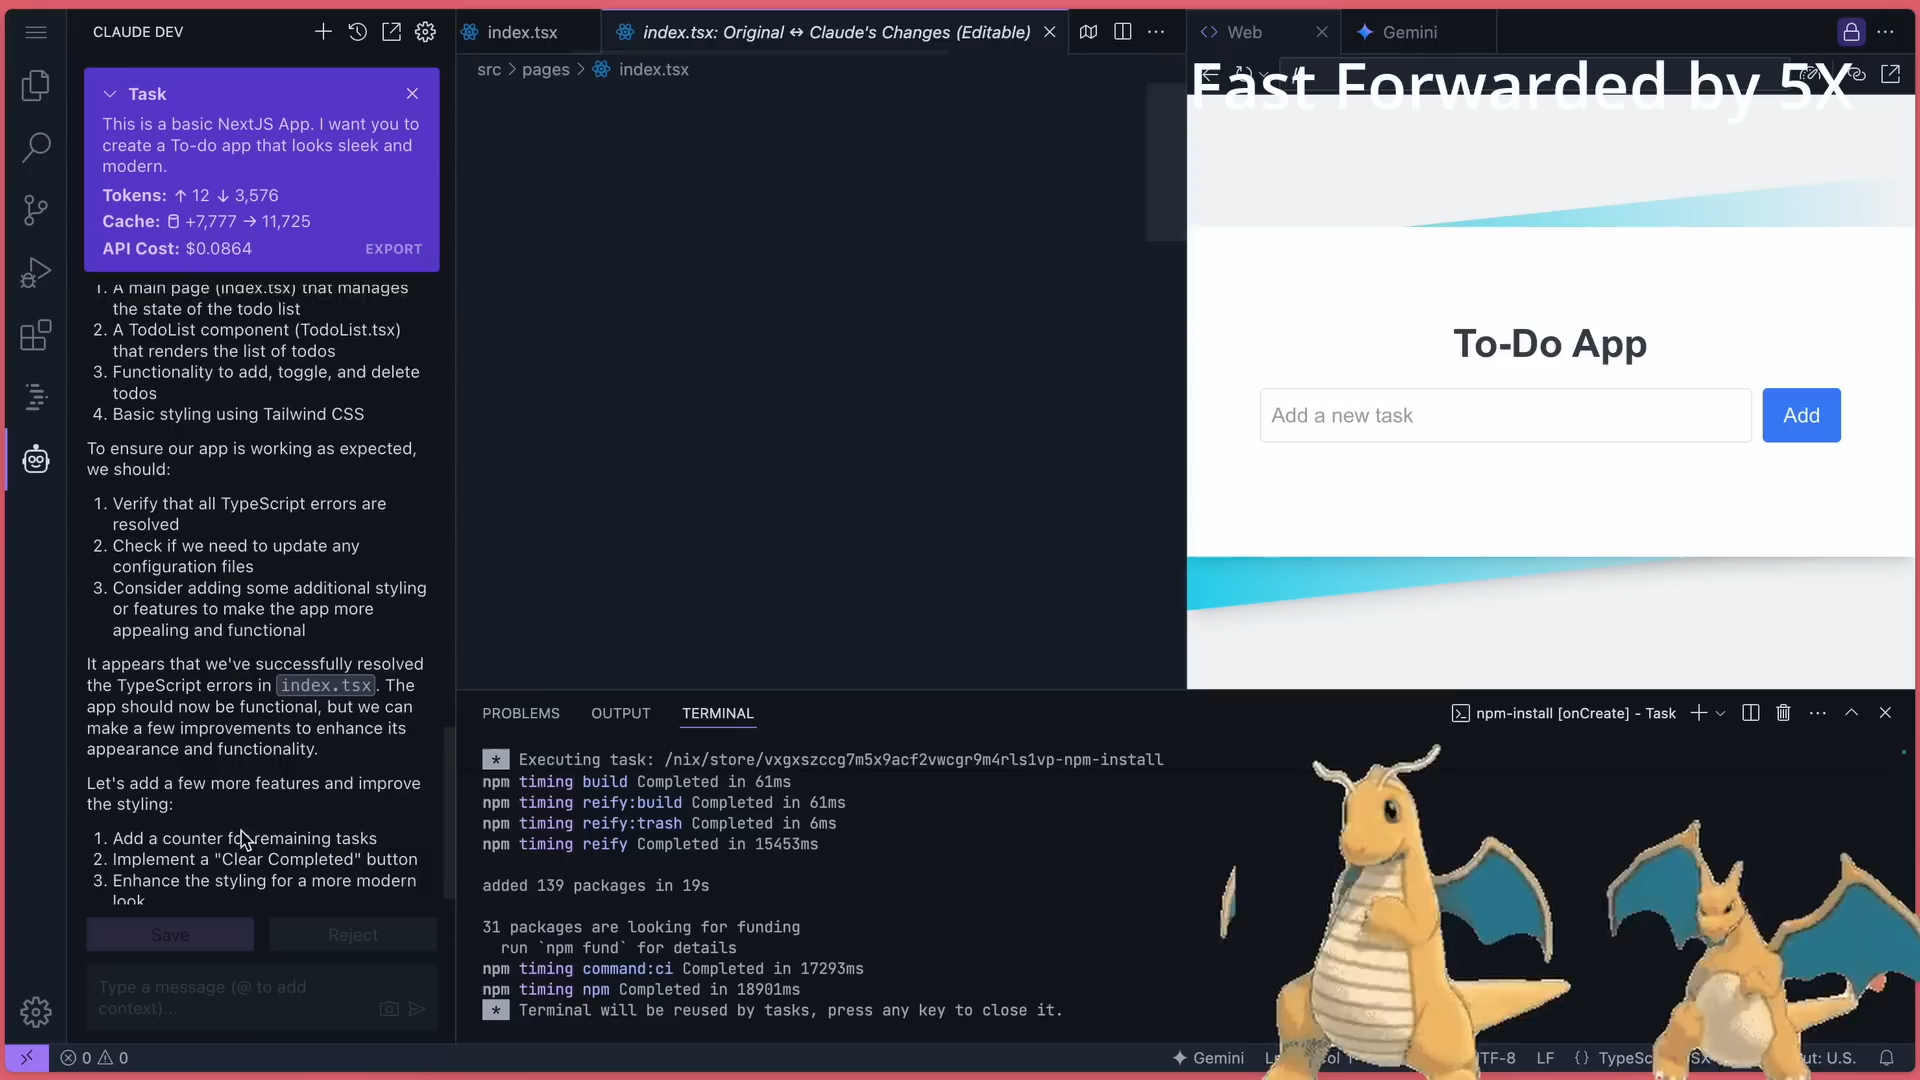 CLAUDE DEV
Task
This is a basic NextJS App. I want you to
create a To-do app that looks sleek and
modern.
Tokens: ↑ 12 ↓ 3,576
Cache: +7,777 → 11,725
API Cost: $0.0864
EXPORT
1. A main page (index.tsx) that manages
the state of the todo list
2. A TodoList component (TodoList.tsx)
that renders the list of todos
3. Functionality to add, toggle, and delete
todos
4. Basic styling using Tailwind CSS
To ensure our app is working as expected,
we should:
1. Verify that all TypeScript errors are
resolved
2. Check if we need to update any
configuration files
3. Consider adding some additional styling
or features to make the app more
appealing and functional
It appears that we've successfully resolved
the TypeScript errors in index.tsx. The
app should now be functional, but we can
make a few improvements to enhance its
appearance and functionality.
Let's add a few more features and improve
the styling:
1. Add a counter for remaining tasks
2. Implement a "Clear Completed" button
3. Enhance the styling for a more modern
look
Save
Reject
Type a message (@ to add
context)...
index.tsx
index.tsx: Original ↔ Claude's Changes (Editable)
src > pages > index.tsx
Web
Gemini
Fast Forwarded by 5X
To-Do App
Add a new task
Add
PROBLEMS
OUTPUT
TERMINAL
npm-install [onCreate] - Task
* Executing task: /nix/store/vxgxszccg7m5x9acf2vwcgr9m4rls1vp-npm-install
npm timing build Completed in 61ms
npm timing reify:build Completed in 61ms
npm timing reify:trash Completed in 6ms
npm timing reify Completed in 15453ms
added 139 packages in 19s
31 packages are looking for funding
run `npm fund` for details
npm timing command:ci Completed in 17293ms
npm timing npm Completed in 18901ms
* Terminal will be reused by tasks, press any key to close it.
0
0
Gemini
LF
{}
U.S.